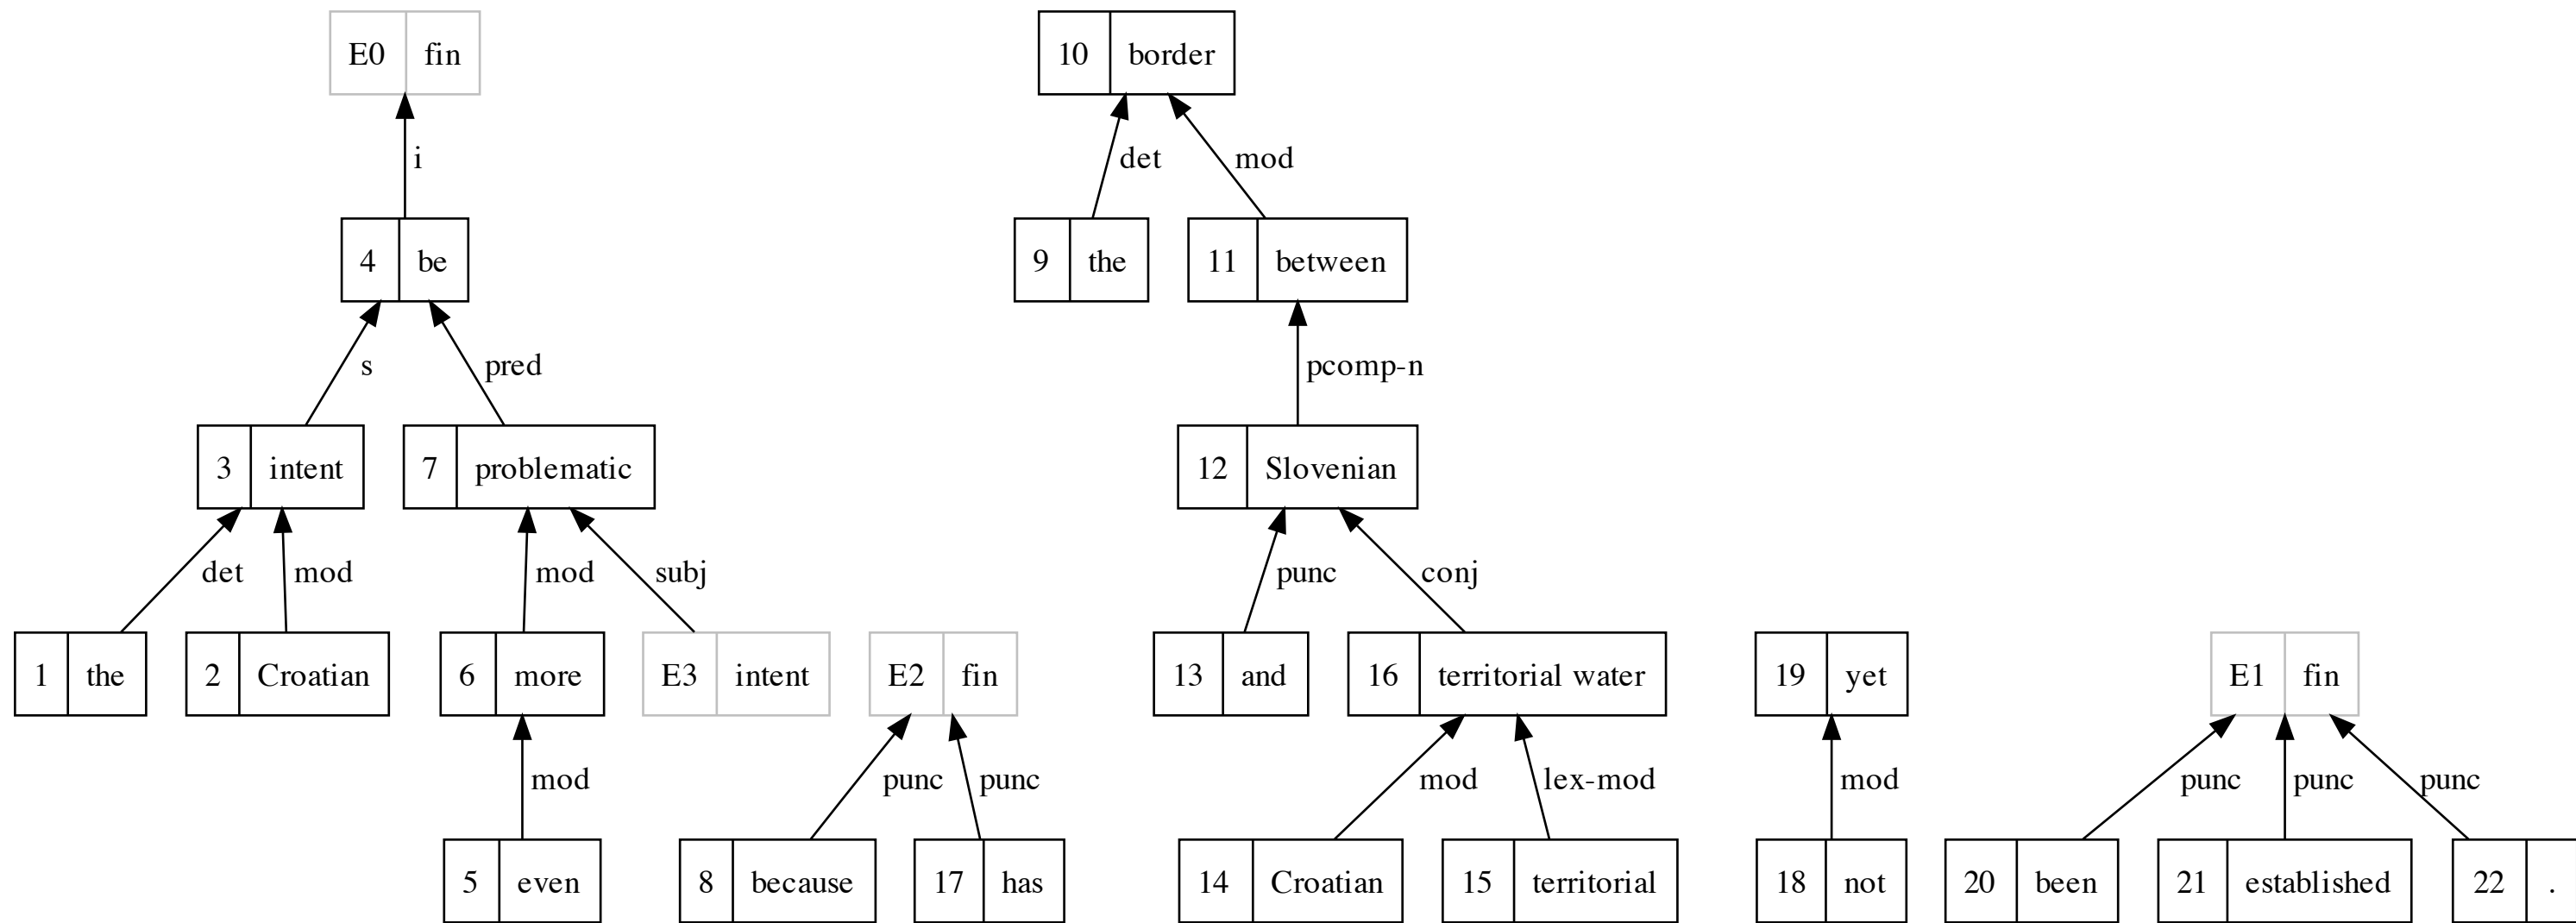 E0 fin 10 border
i det mod
4 be 9 the 11 between
s pred pcomp-n
3 intent 7 problematic 12 Slovenian
det mod mod subj punc conj
1 the 2 Croatian 6 more E3 intent E2 fin 13 and 16 territorial water 19 yet E1 fin
mod punc punc mod lex-mod mod punc punc punc
5 even 8 because 17 has 14 Croatian 15 territorial 18 not 20 been 21 established 22 .